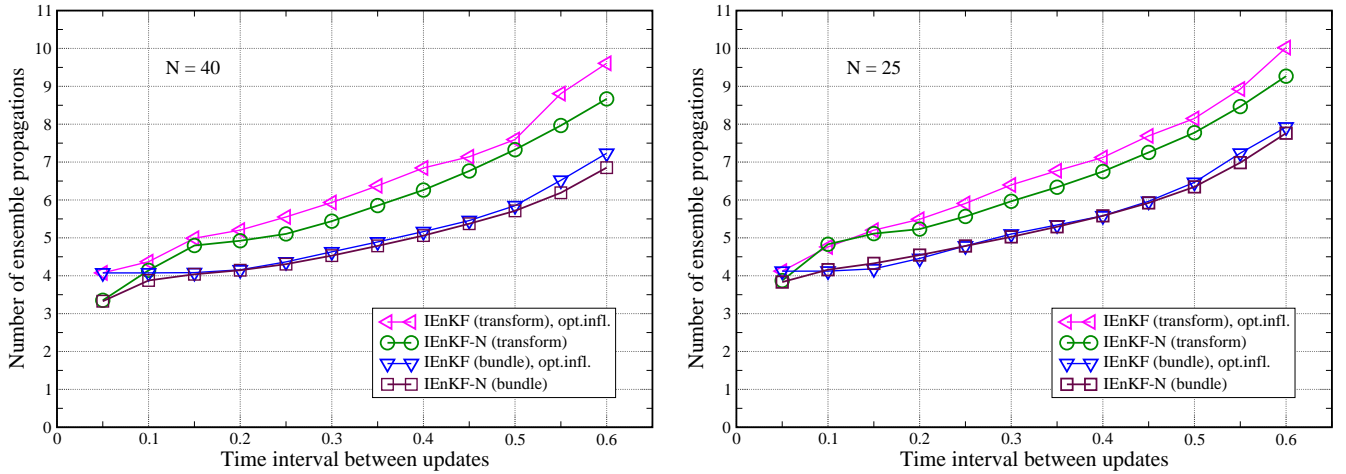 11
10
9
8
7
6
5
4
3
2
1
0
Number of ensemble propagations
N = 40
IEnKF (transform), opt.infl.
IEnKF-N (transform)
IEnKF (bundle), opt.infl.
IEnKF-N (bundle)
0 0.1 0.2 0.3 0.4 0.5 0.6
Time interval between updates
11
10
9
8
7
6
5
4
3
2
1
0
Number of ensemble propagations
N = 25
IEnKF (transform), opt.infl.
IEnKF-N (transform)
IEnKF (bundle), opt.infl.
IEnKF-N (bundle)
0 0.1 0.2 0.3 0.4 0.5 0.6
Time interval between updates